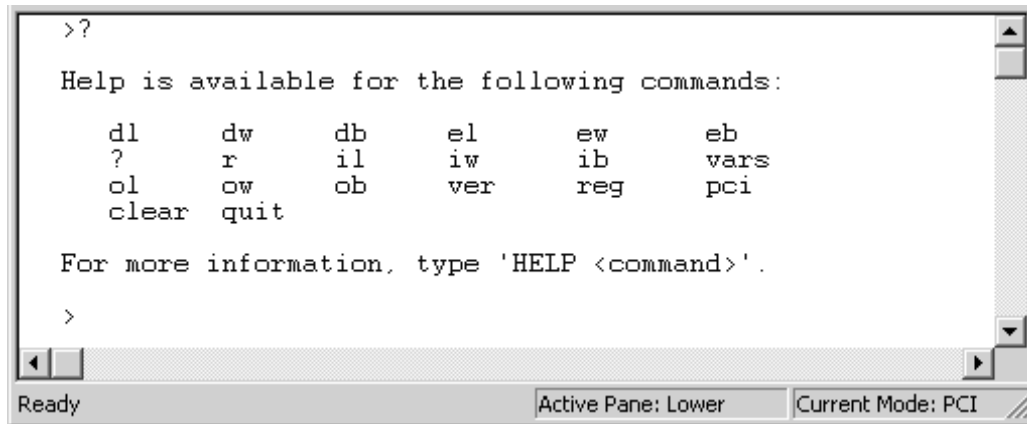 >?
Help is available for the following commands:
dl dw db el ew eb
? r il iw ib vars
ol ow ob ver reg pci
clear quit
For more information, type 'HELP <command>'.
>
Ready Active Pane: Lower Current Mode: PCI